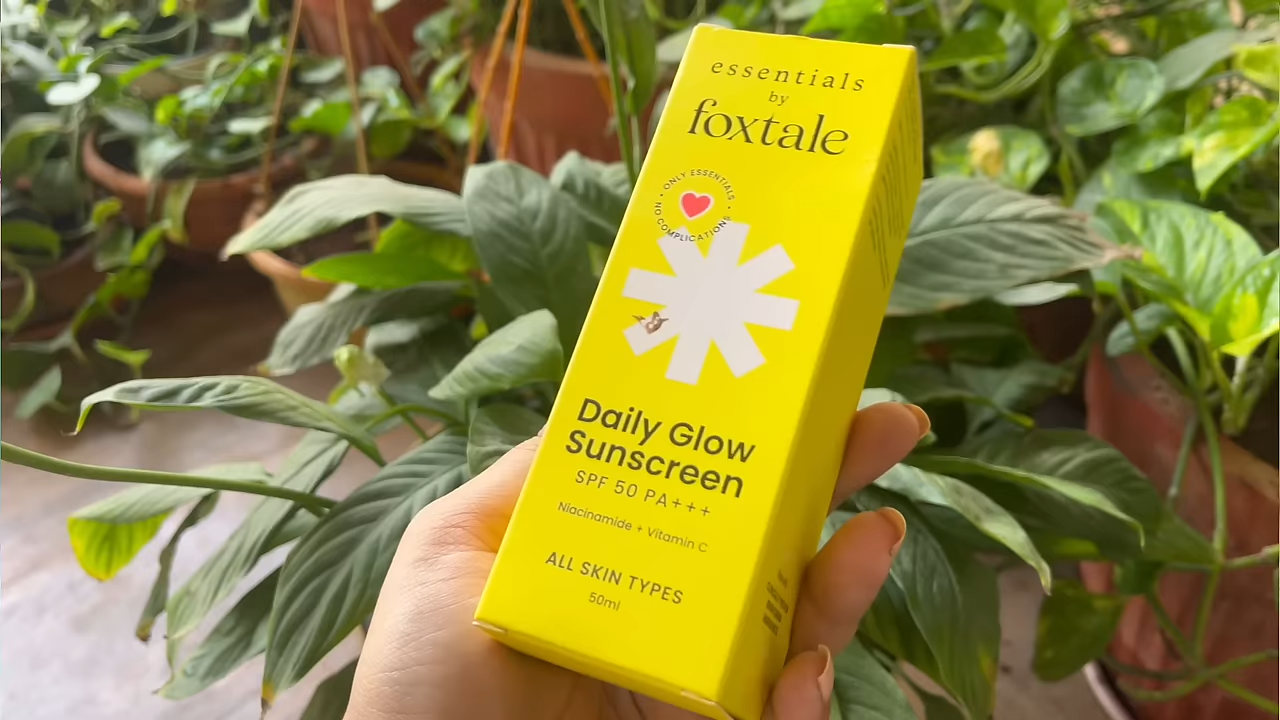 essentials
by
foxtale
ONLY ESSENTIALS • NO COMPLICATIONS •
Daily Glow
Sunscreen
SPF 50 PA+++
Niacinamide + Vitamin C
ALL SKIN TYPES
50ml